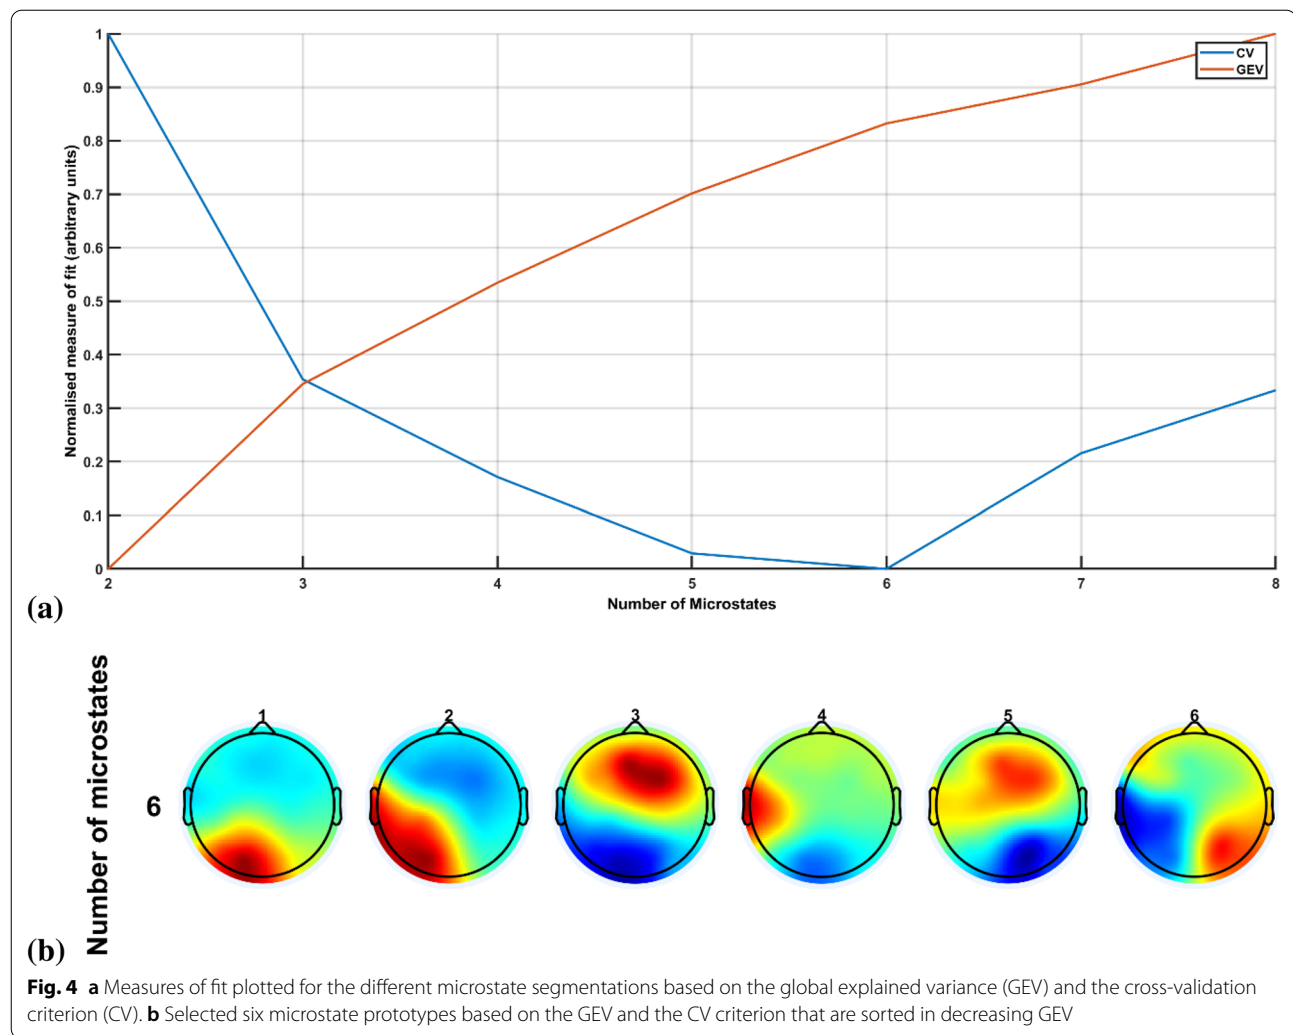 1
0.9
0.8
0.7
0.6
0.5
0.4
0.3
0.2
0.1
0
Normalised measure of fit (arbitrary units)
CV
GEV
2 3 4 5 6 7 8
Number of Microstates
(a)
Number of microstates
1 2 3 4 5 6
6
(b)
Fig. 4 a Measures of fit plotted for the different microstate segmentations based on the global explained variance (GEV) and the cross-validation
criterion (CV). b Selected six microstate prototypes based on the GEV and the CV criterion that are sorted in decreasing GEV